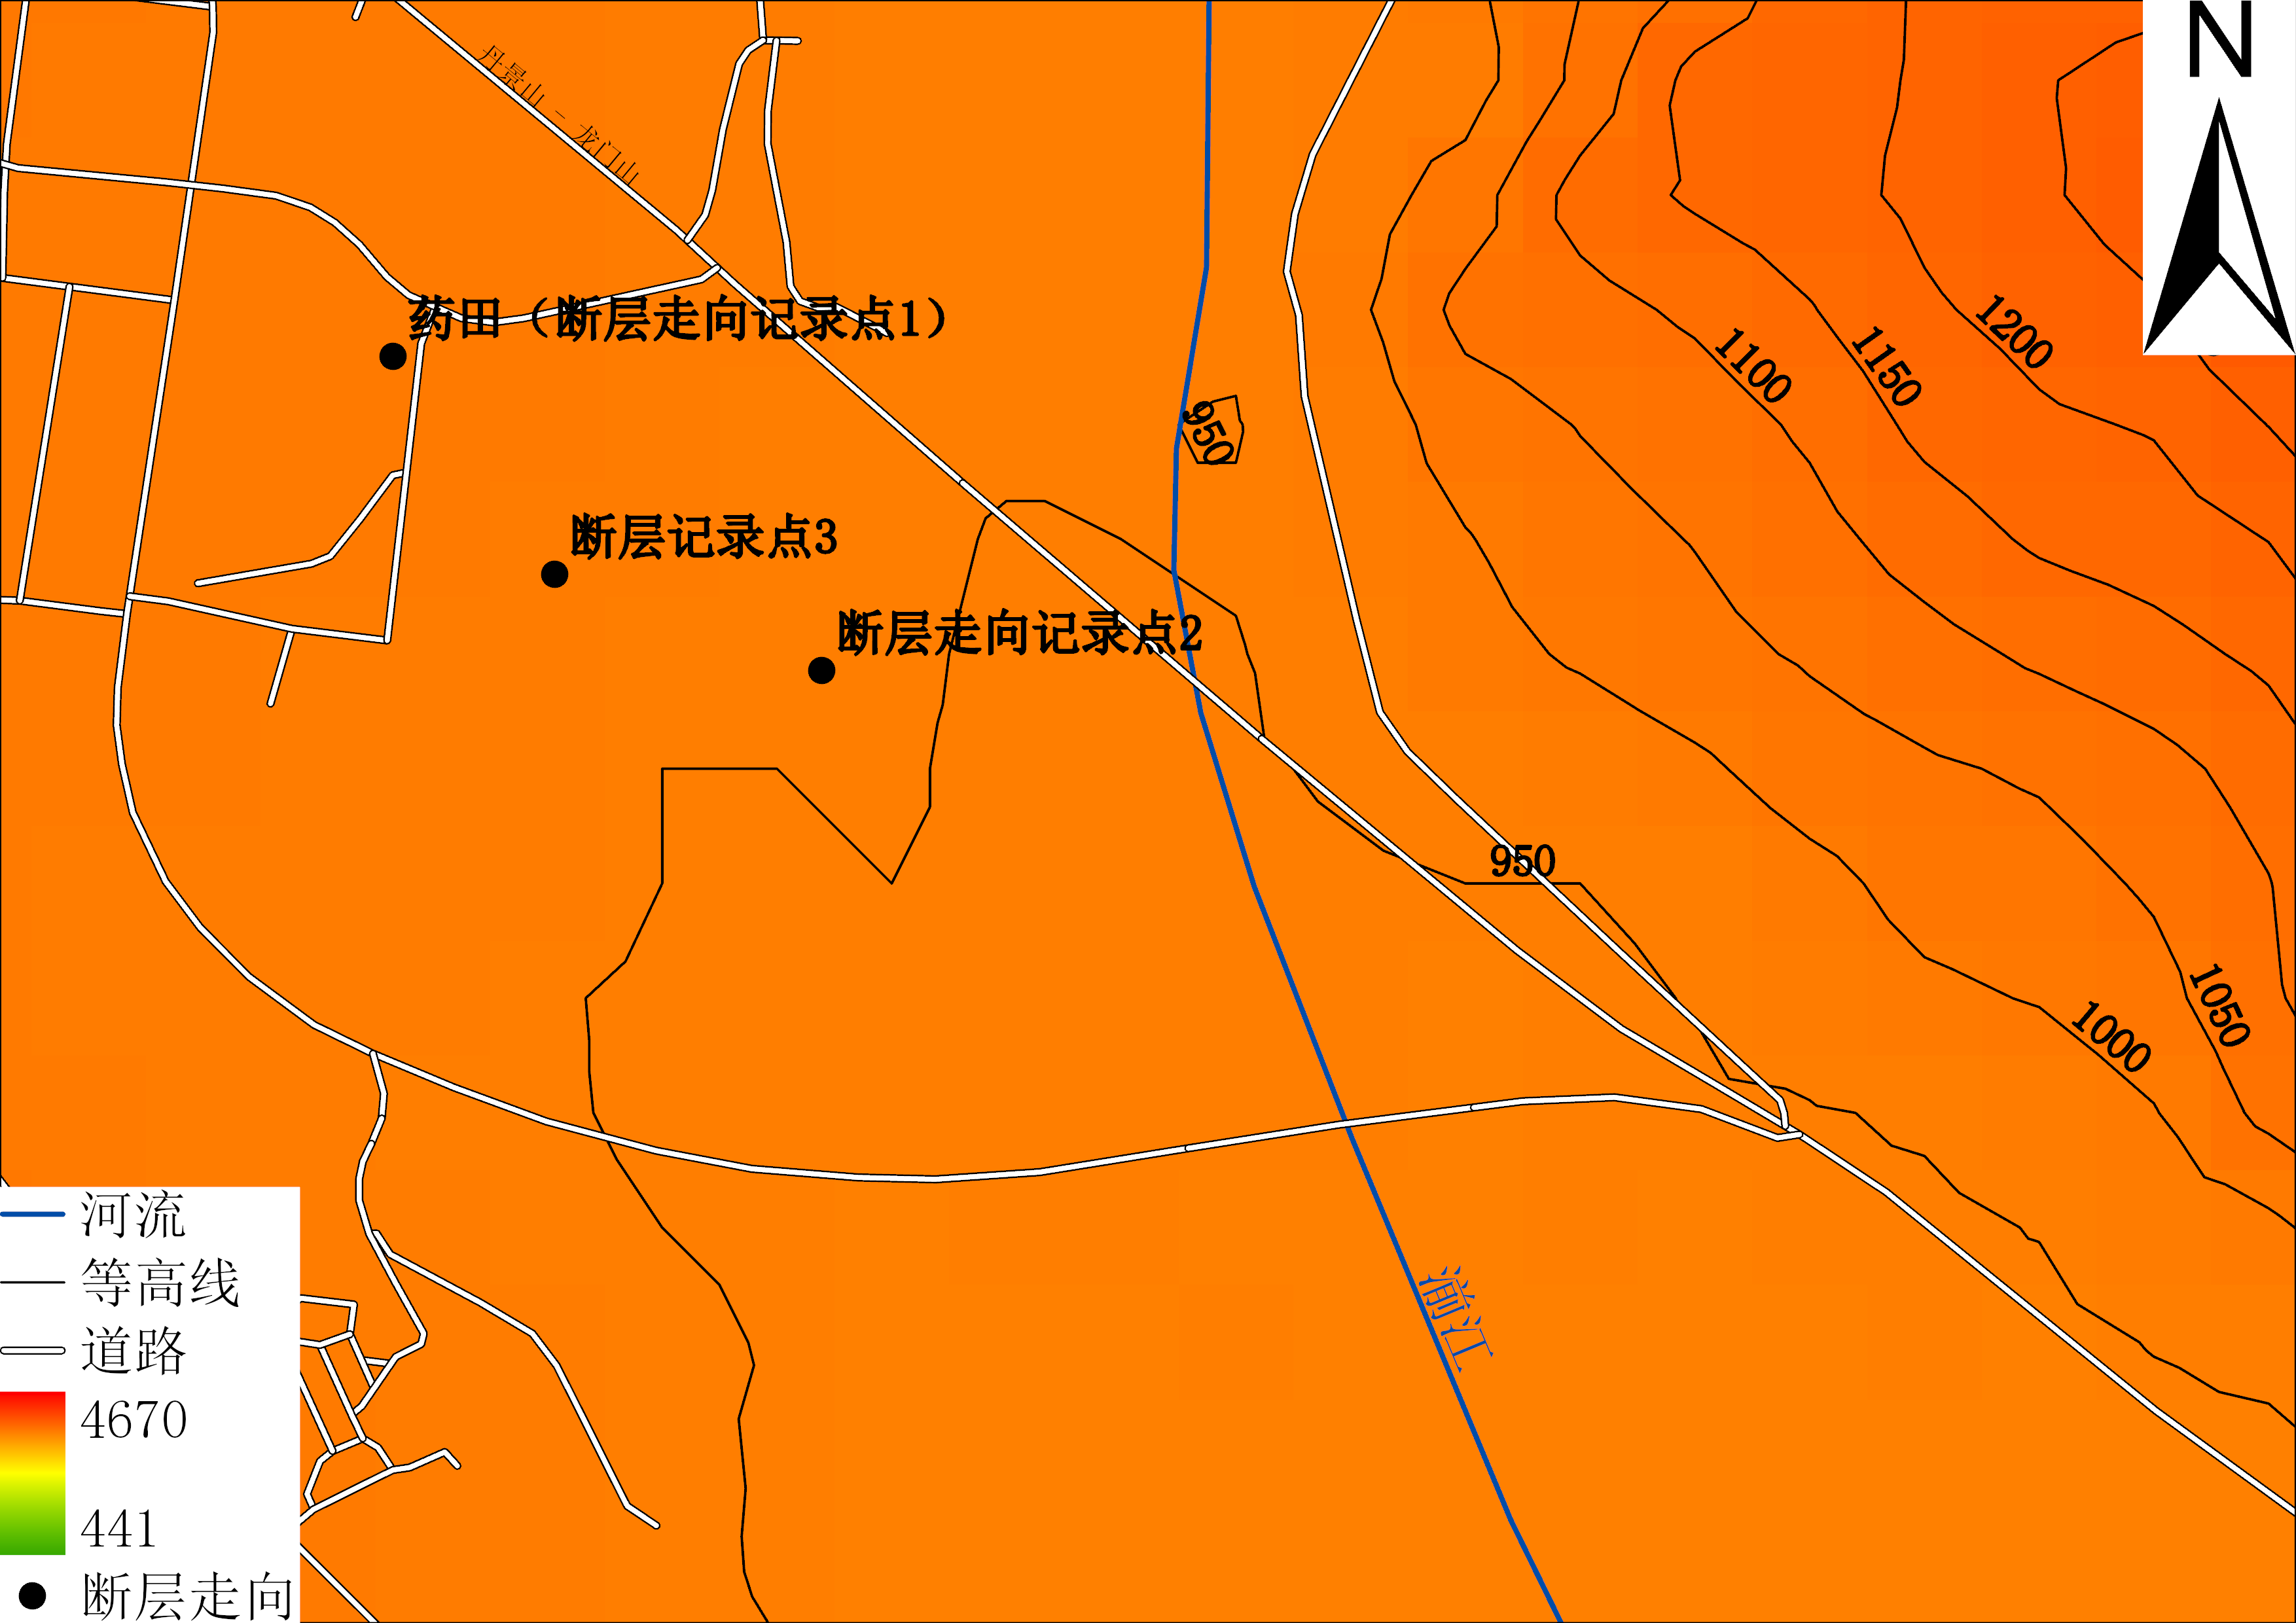 N
丹景山 - 龙门山
药田（断层走向记录点1）
断层记录点3
断层走向记录点2
950
950
1200
1150
1100
1050
1000
湔江
河流
等高线
道路
4670
441
断层走向